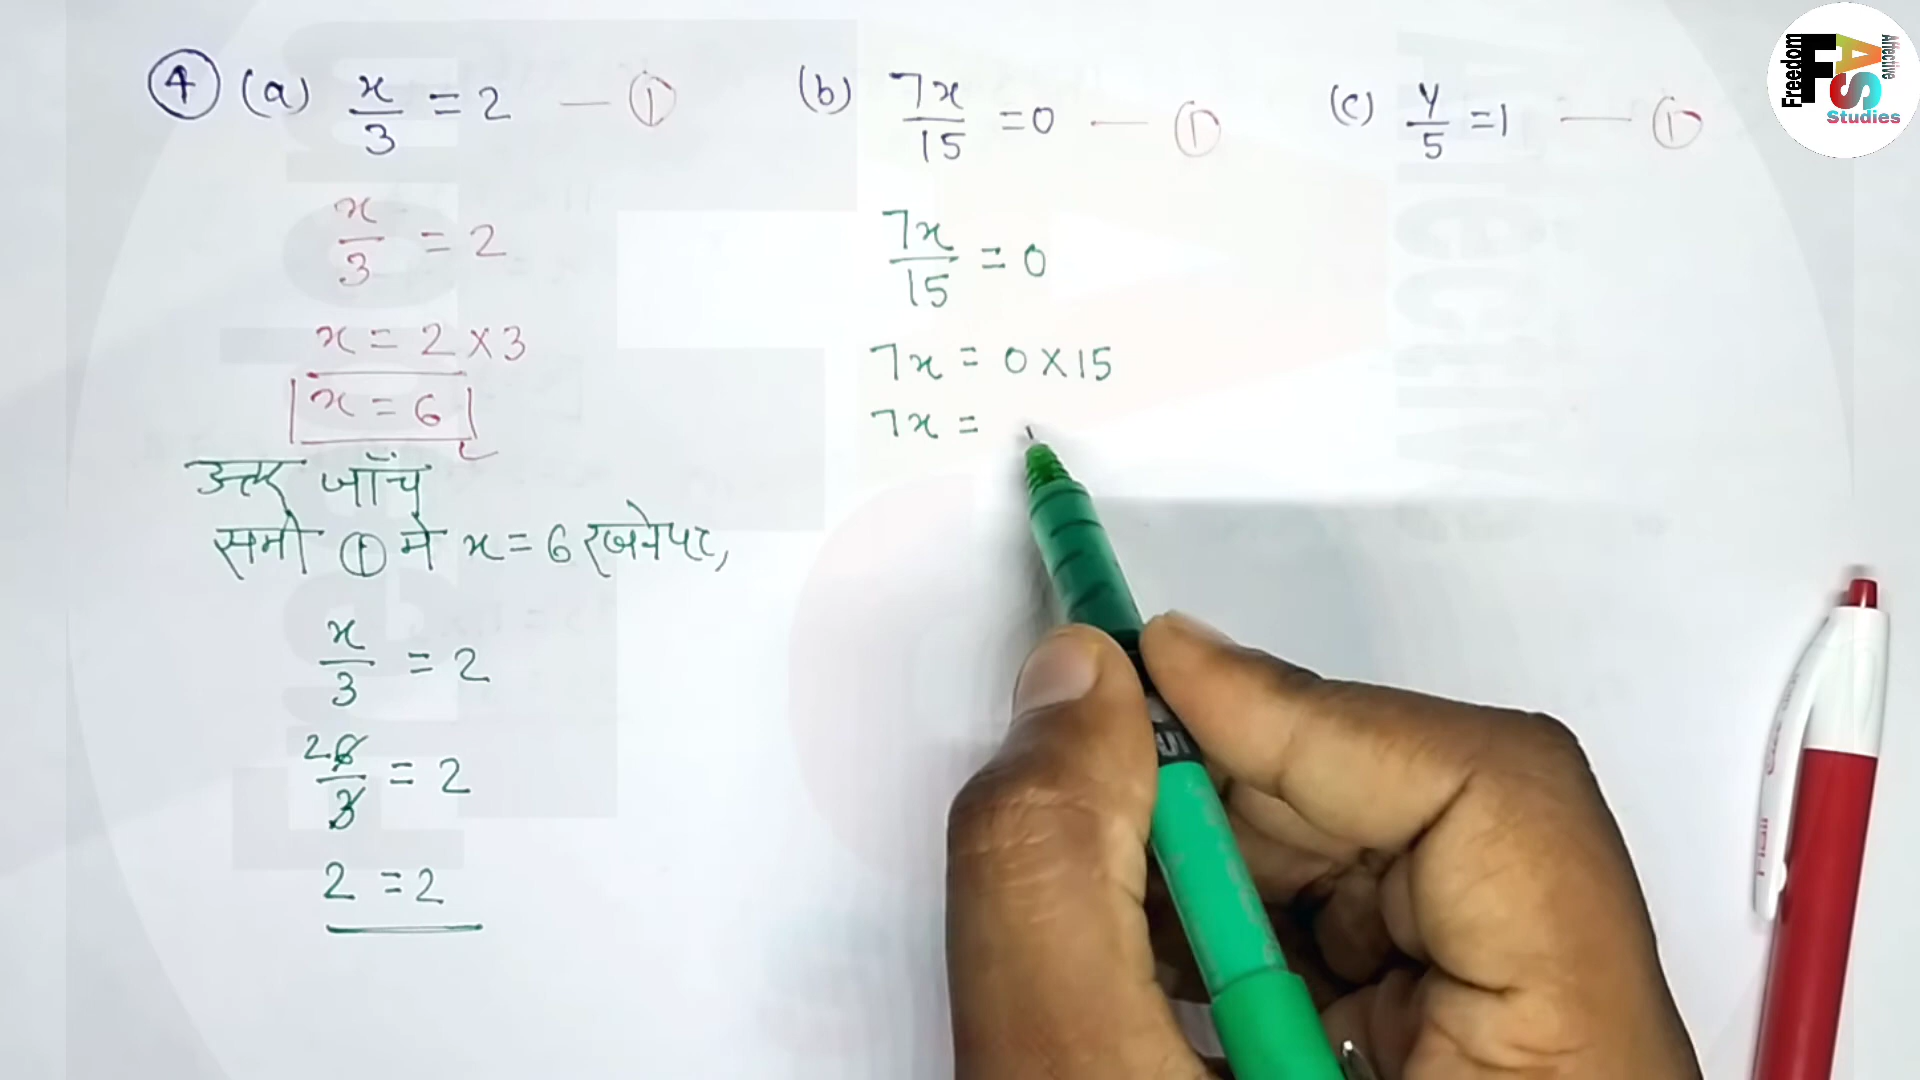 ④ (a) x/3 = 2 — ①
x/3 = 2
x = 2 × 3
x = 6
उत्तर जाँच
समी ① मे x = 6 रखने पर,
x/3 = 2
2 6/3 = 2
2 = 2
(b) 7x/15 = 0 — ①
7x/15 = 0
7x = 0 × 15
7x =
(c) y/5 = 1 — ①
Freedom
FAS
Affective
Studies